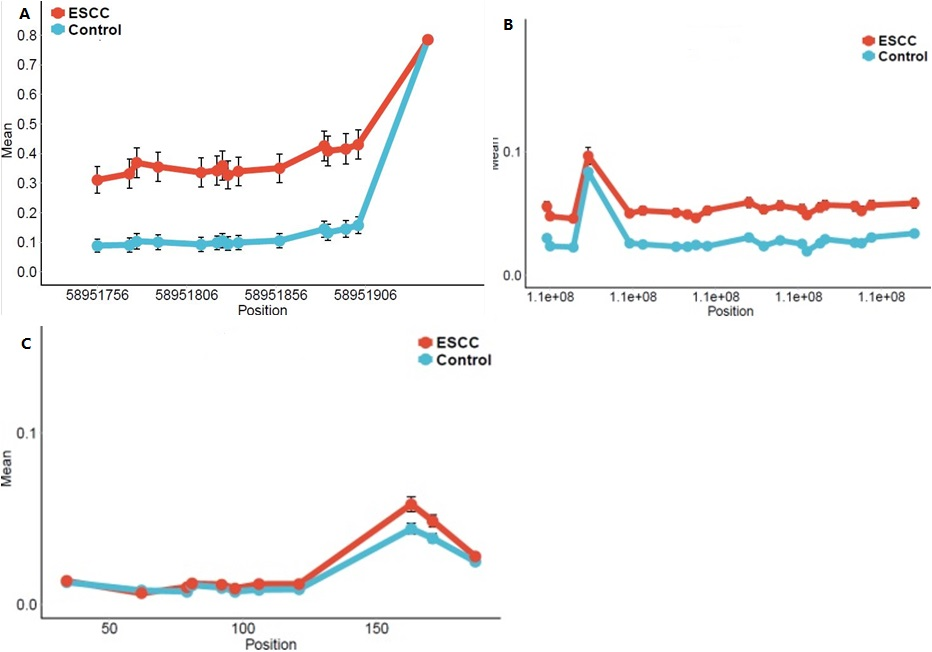 A
ESCC
Control
0.8
0.7
0.6
0.5
0.4
0.3
0.2
0.1
0.0
Mean
58951756 58951806 58951856 58951906
Position
B
ESCC
Control
0.1
0.0
Mean
1.1e+08 1.1e+08 1.1e+08 1.1e+08 1.1e+08
Position
C
ESCC
Control
0.1
0.0
Mean
50 100 150
Position